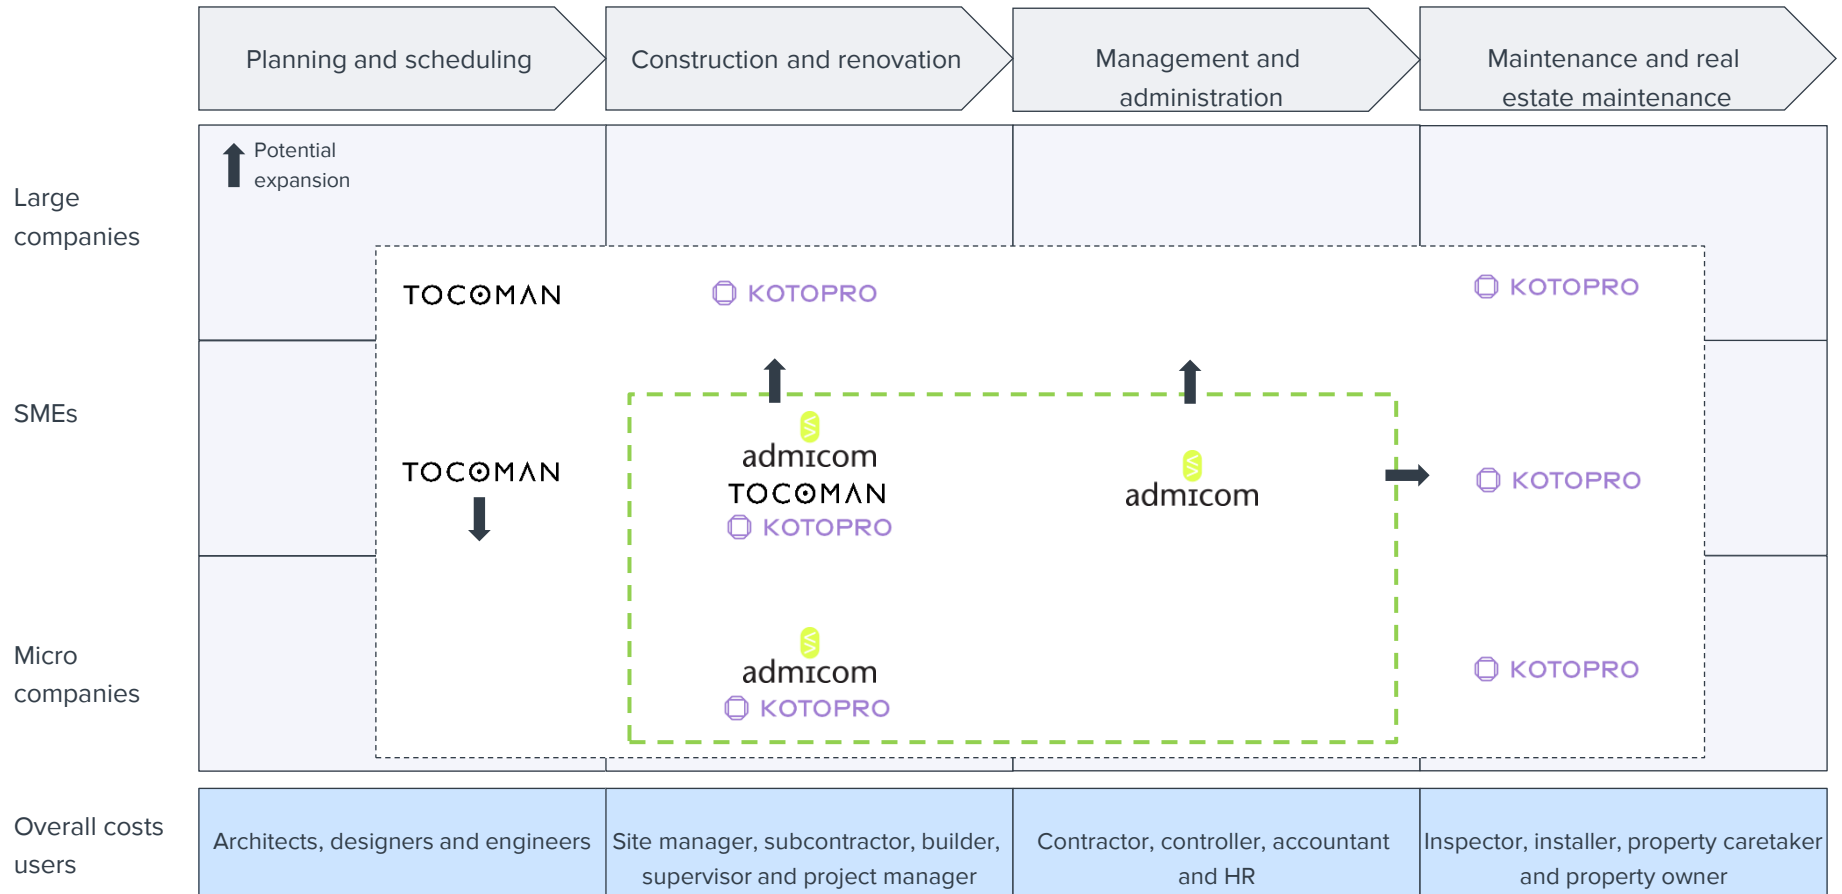 Planning and scheduling
Construction and renovation
Management and
administration
Maintenance and real
estate maintenance
Potential
expansion
Large
companies
TOCOMAN
KOTOPRO
KOTOPRO
SMEs
TOCOMAN
admicom
TOCOMAN
KOTOPRO
admicom
KOTOPRO
Micro
companies
admicom
KOTOPRO
KOTOPRO
Overall costs
users
Architects, designers and engineers
Site manager, subcontractor, builder,
supervisor and project manager
Contractor, controller, accountant
and HR
Inspector, installer, property caretaker
and property owner